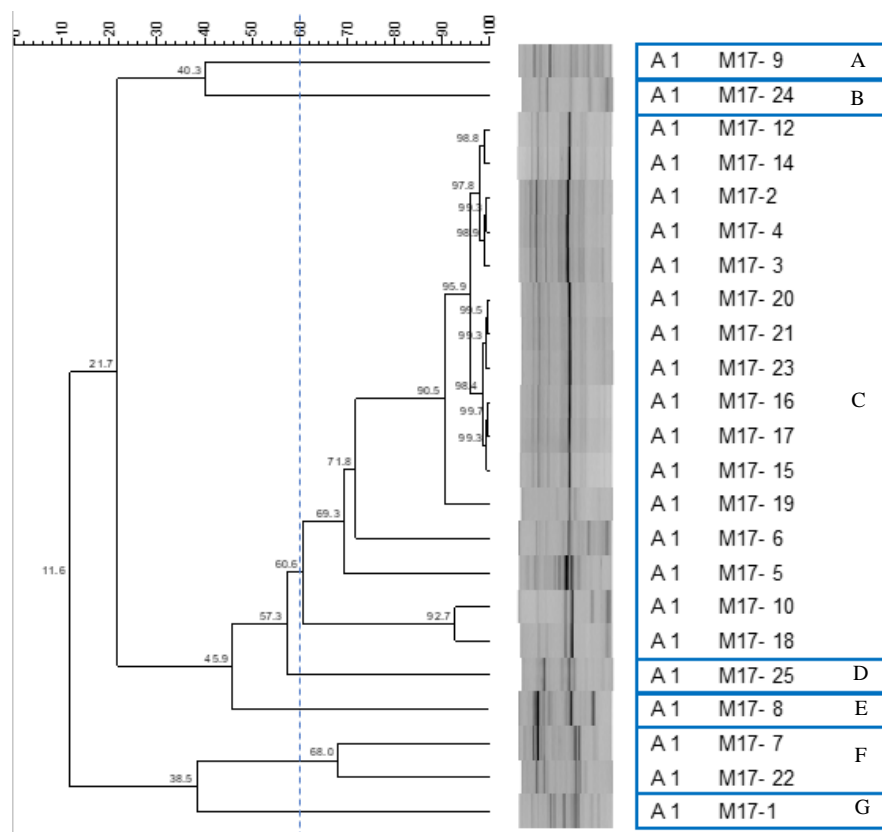 0 10 20 30 40 50 60 70 80 90 100
A 1 M17- 9 A
40.3
A 1 M17- 24 B
A 1 M17- 12
98.8
A 1 M17- 14
97.8
A 1 M17-2
99.3
A 1 M17- 4
98.9
A 1 M17- 3
95.9
A 1 M17- 20
99.5
A 1 M17- 21
99.3
A 1 M17- 23
21.7
98.4
90.5
A 1 M17- 16 C
99.7
A 1 M17- 17
99.3
71.8
A 1 M17- 15
A 1 M17- 19
69.3
A 1 M17- 6
60.6
11.6
A 1 M17- 5
A 1 M17- 10
57.3
92.7
A 1 M17- 18
45.9
A 1 M17- 25 D
A 1 M17- 8 E
A 1 M17- 7
68.0
F
38.5
A 1 M17- 22
A 1 M17-1 G